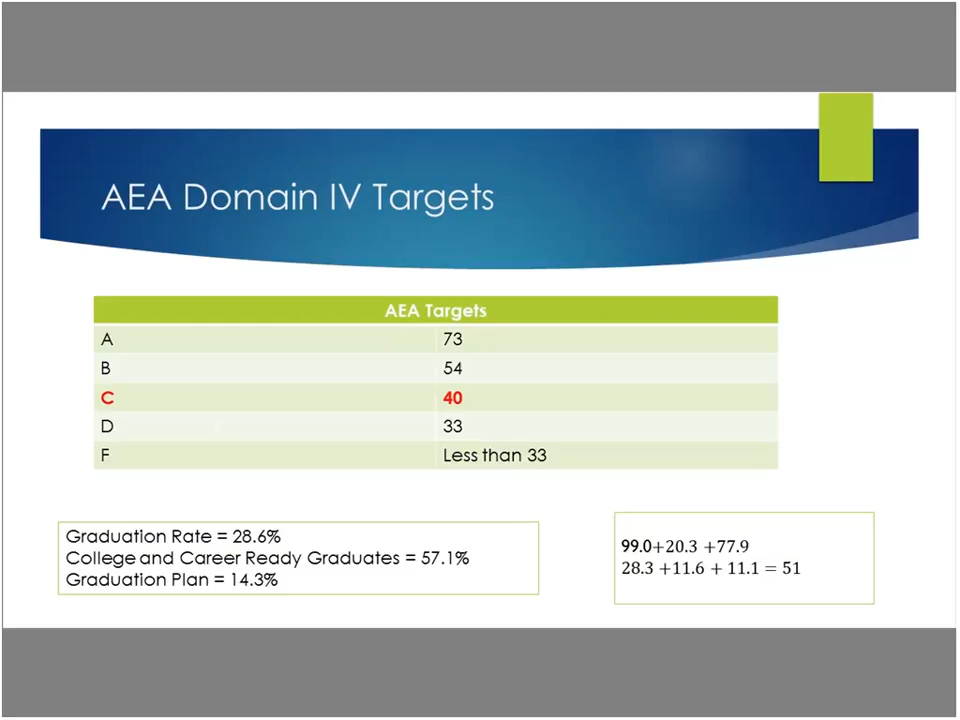 AEA Domain IV Targets
AEA Targets
A 73
B 54
C 40
D 33
F Less than 33
Graduation Rate = 28.6%
College and Career Ready Graduates = 57.1%
Graduation Plan = 14.3%
99.0+20.3 +77.9
28.3 +11.6 + 11.1 = 51